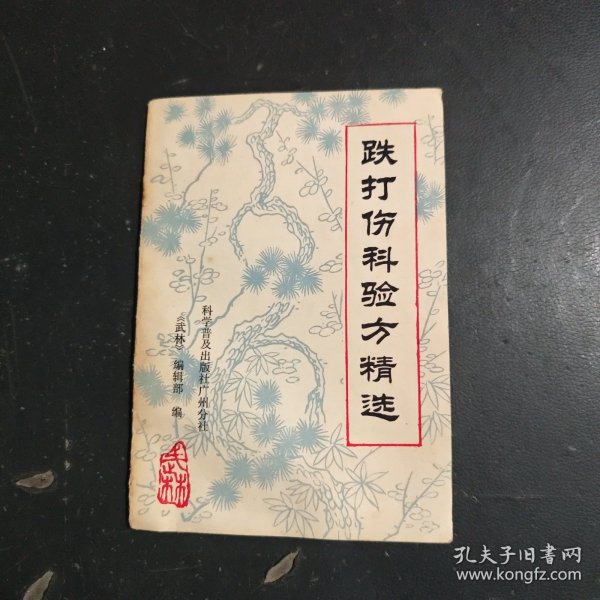 跌打伤科验方精选
科学普及出版社广州分社
《武林》编辑部 编
武林
孔夫子旧书网
www.kongfz.com